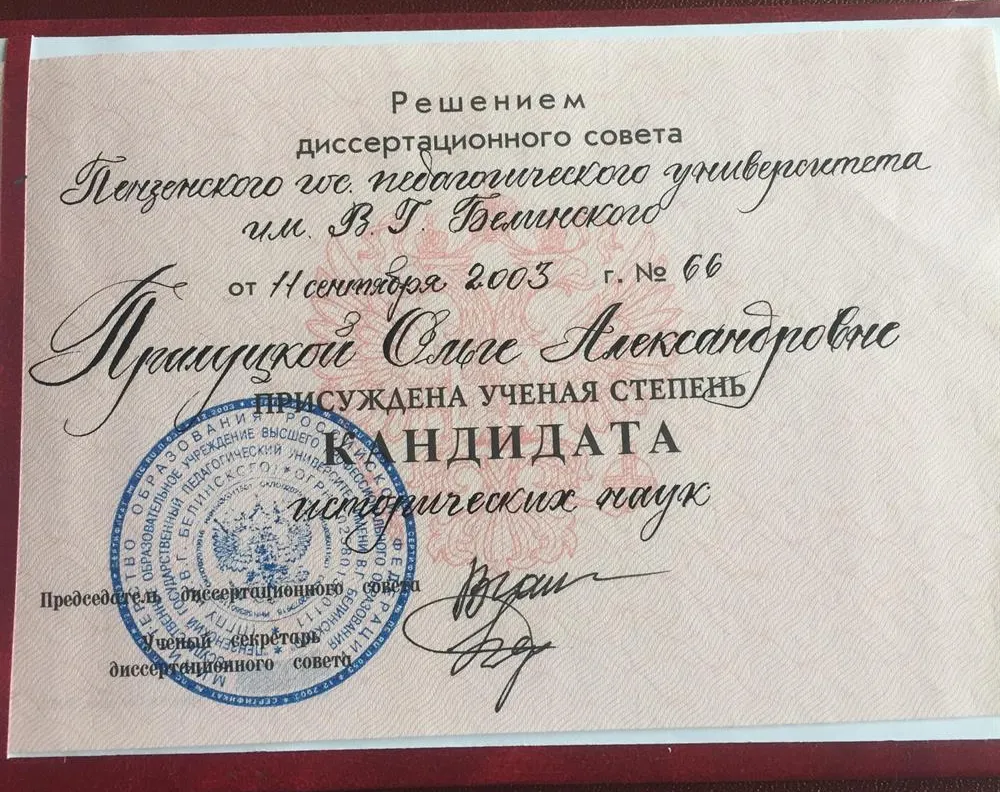 Решением
диссертационного совета
Пензенского гос. педагогического университета
им. В. Г. Белинского
от 11 сентября 2003 г. № 66
Прилуцкой Ольге Александровне
ПРИСУЖДЕНА УЧЕНАЯ СТЕПЕНЬ
КАНДИДАТА
исторических наук
Председатель диссертационного совета
Ученый секретарь
диссертационного совета